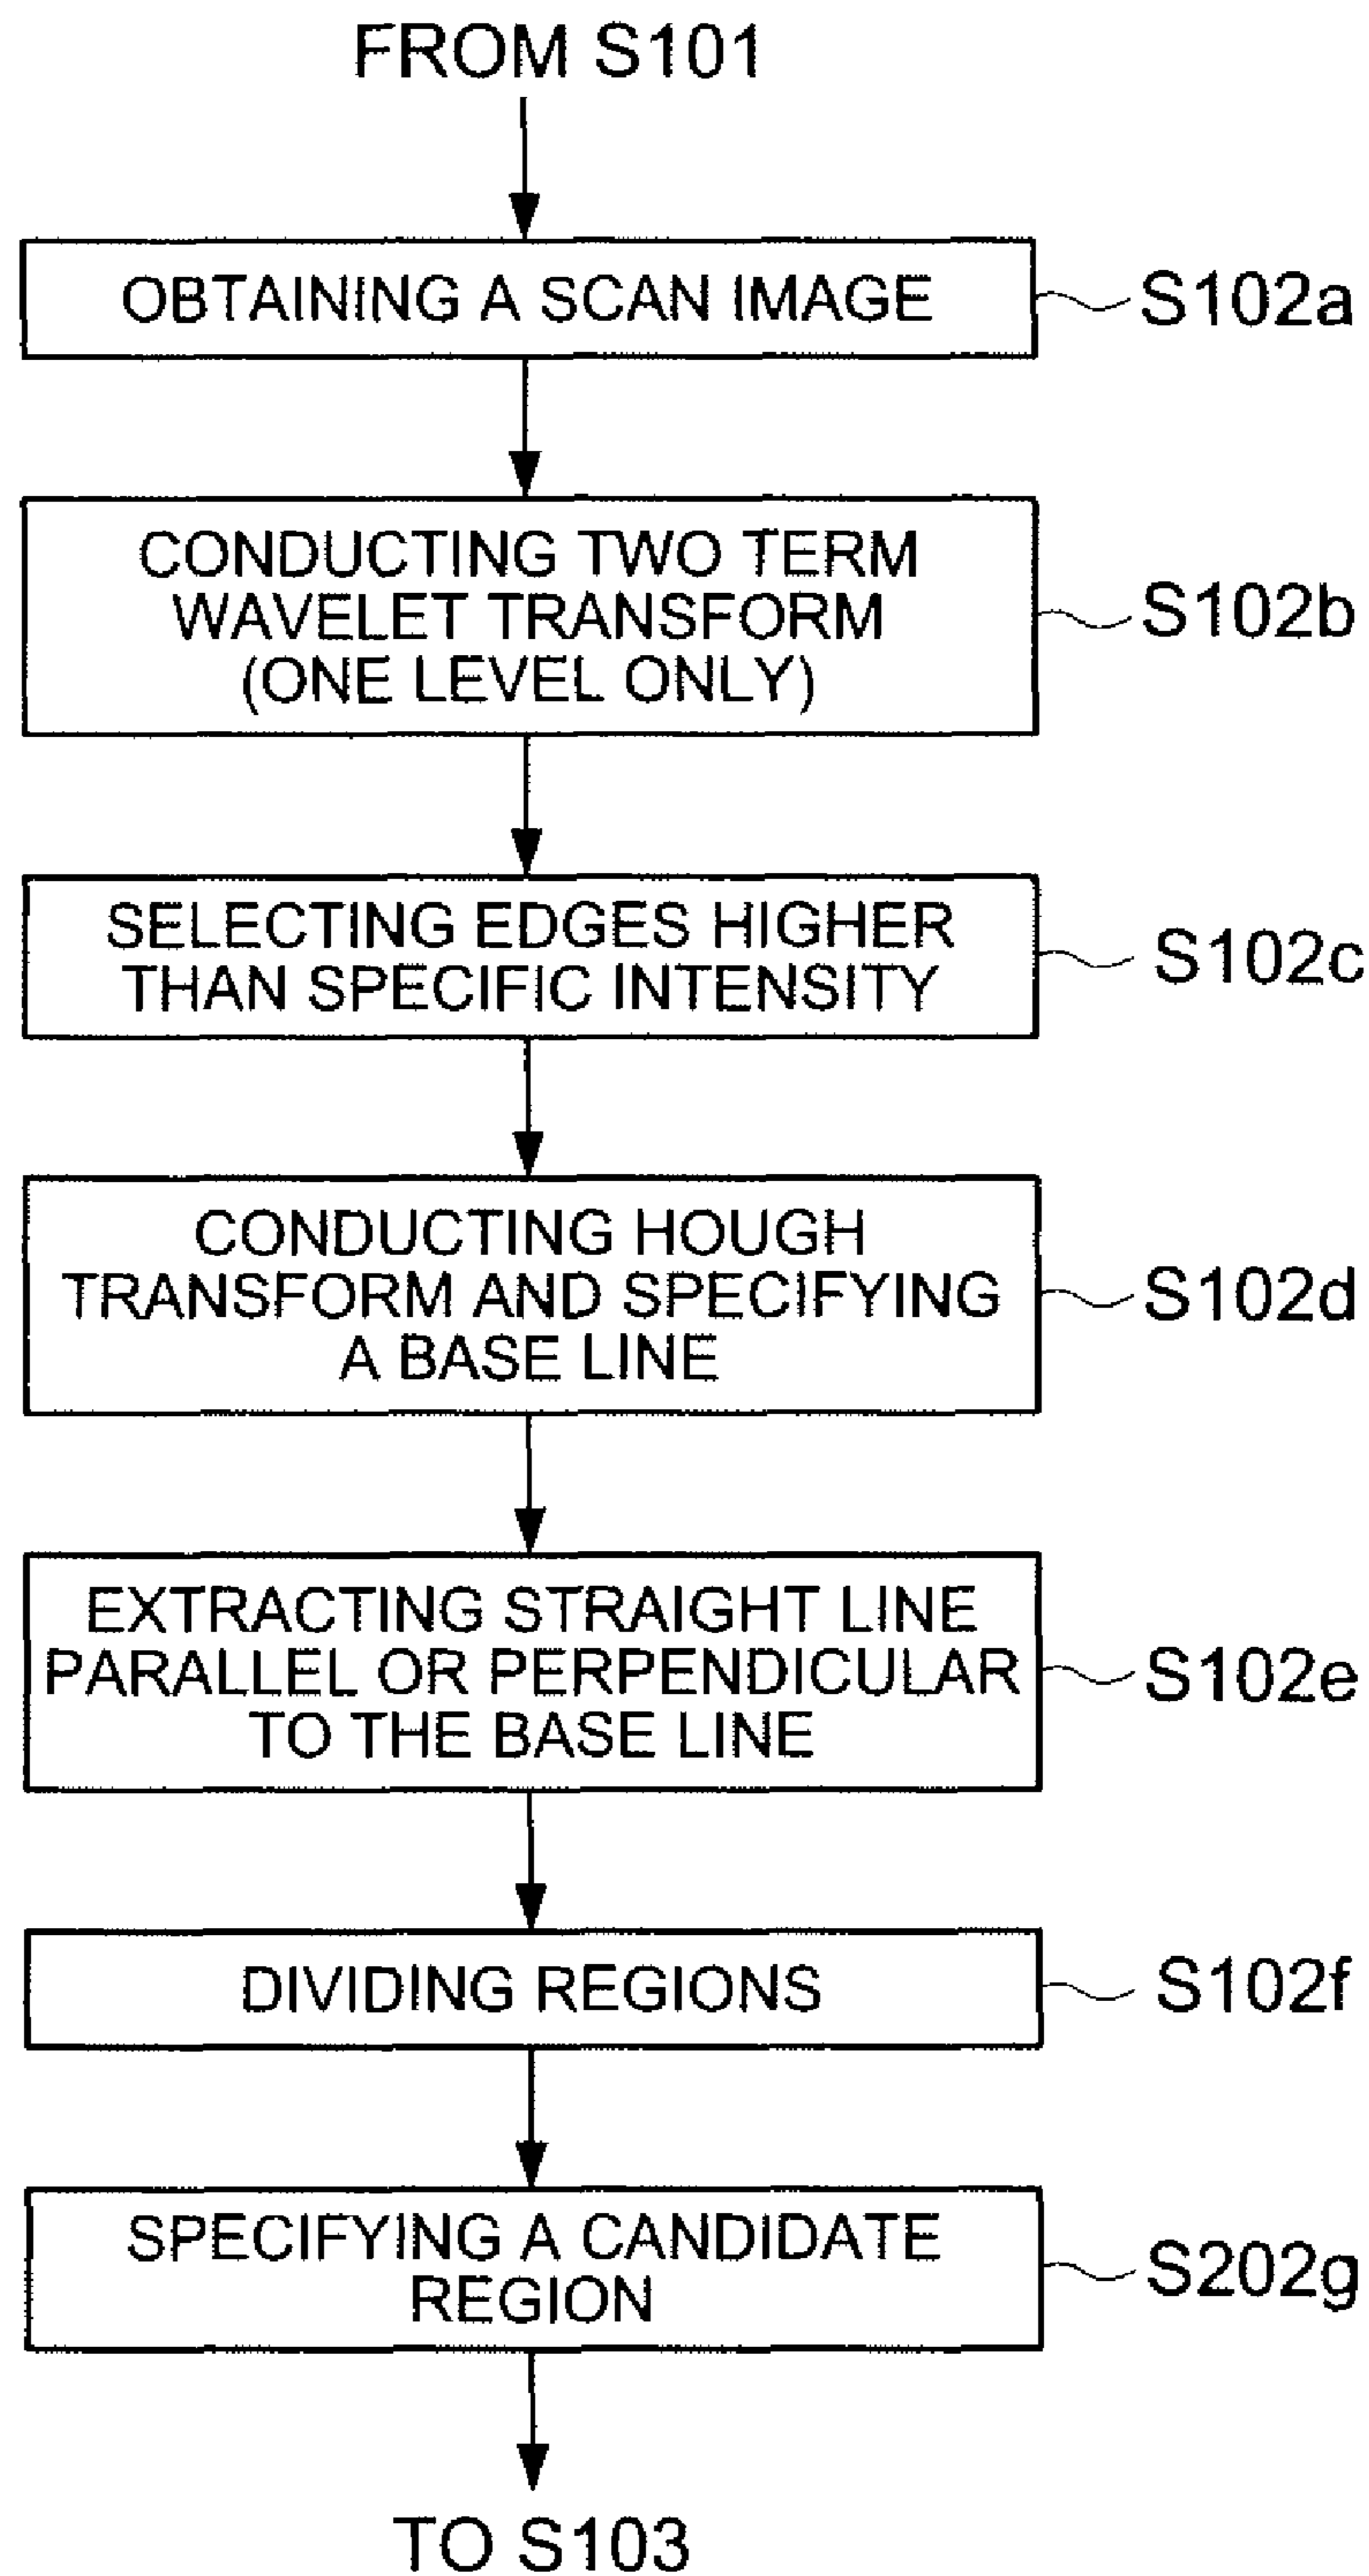 FROM S101
OBTAINING A SCAN IMAGE
S102a
CONDUCTING TWO TERM
WAVELET TRANSFORM
(ONE LEVEL ONLY)
S102b
SELECTING EDGES HIGHER
THAN SPECIFIC INTENSITY
S102c
CONDUCTING HOUGH
TRANSFORM AND SPECIFYING
A BASE LINE
S102d
EXTRACTING STRAIGHT LINE
PARALLEL OR PERPENDICULAR
TO THE BASE LINE
S102e
DIVIDING REGIONS
S102f
SPECIFYING A CANDIDATE
REGION
S202g
TO S103